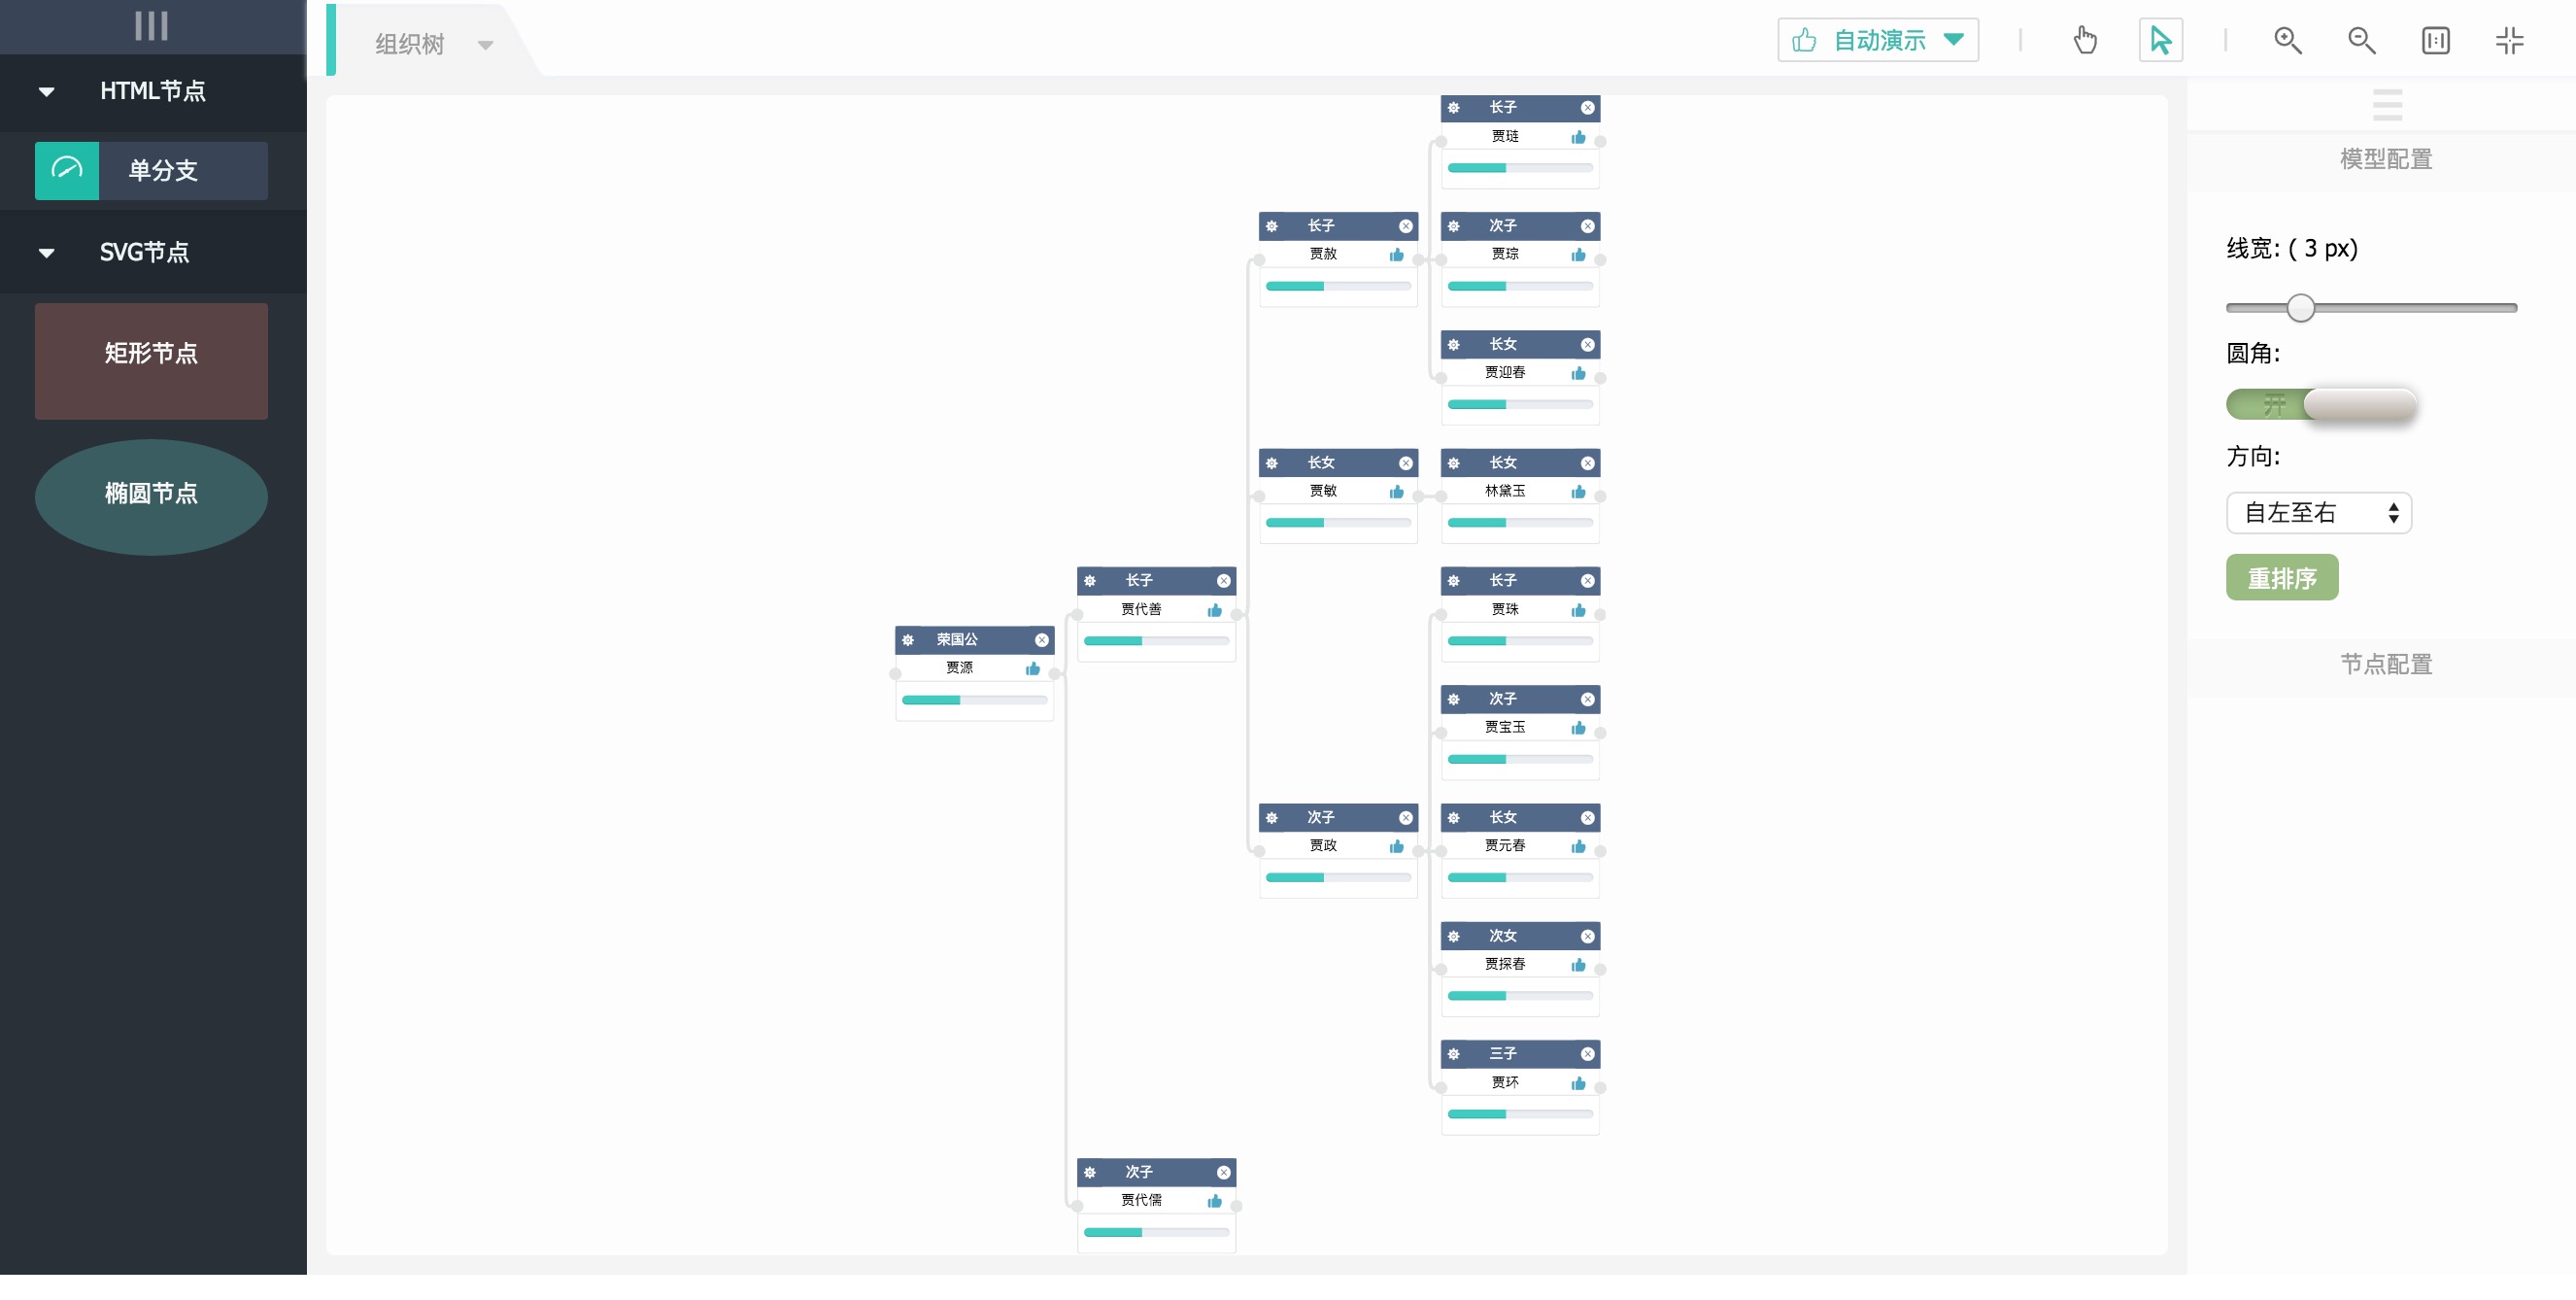 HTML节点
单分支
SVG节点
矩形节点
椭圆节点
组织树
自动演示
荣国公
贾源
长子
贾代善
次子
贾代儒
长子
贾赦
长女
贾敏
次子
贾政
长子
贾琏
次子
贾琮
长女
贾迎春
长女
林黛玉
长子
贾珠
次子
贾宝玉
长女
贾元春
次女
贾探春
三子
贾环
模型配置
线宽: ( 3 px)
圆角:
开
方向:
自左至右
重排序
节点配置